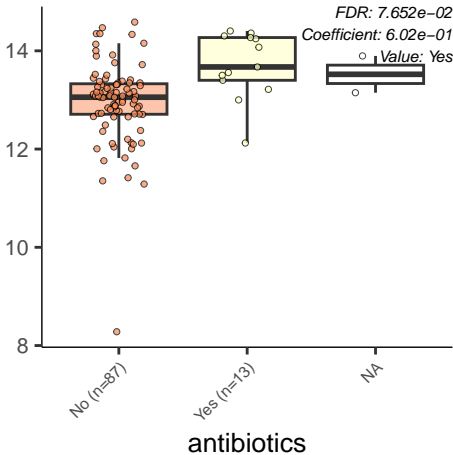 FDR: 7.652e−02
Coefficient: 6.02e−01
Value: Yes
14
12
10
8
No (n=87)
Yes (n=13)
NA
antibiotics